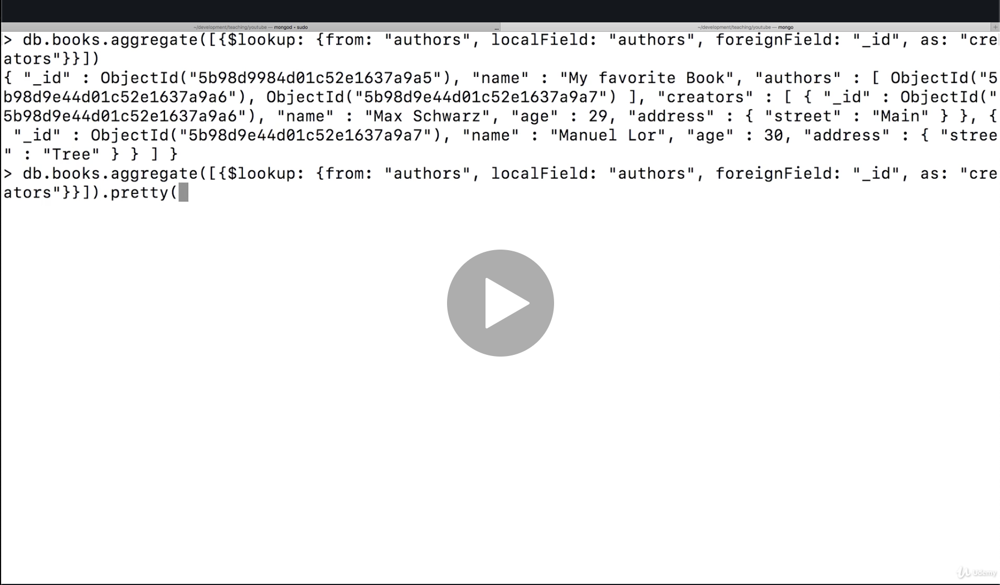 ~/development/teaching/youtube — mongod • sudo
...
~/development/teaching/youtube — mongo
+
> db.books.aggregate([{$lookup: {from: "authors", localField: "authors", foreignField: "_id", as: "cre
ators"}}])
{ "_id" : ObjectId("5b98d9984d01c52e1637a9a5"), "name" : "My favorite Book", "authors" : [ ObjectId("5
b98d9e44d01c52e1637a9a6"), ObjectId("5b98d9e44d01c52e1637a9a7") ], "creators" : [ { "_id" : ObjectId("
5b98d9e44d01c52e1637a9a6"), "name" : "Max Schwarz", "age" : 29, "address" : { "street" : "Main" } }, {
 "_id" : ObjectId("5b98d9e44d01c52e1637a9a7"), "name" : "Manuel Lor", "age" : 30, "address" : { "stree
" : "Tree" } } ] }
> db.books.aggregate([{$lookup: {from: "authors", localField: "authors", foreignField: "_id", as: "cre
ators"}}]).pretty(
Udemy